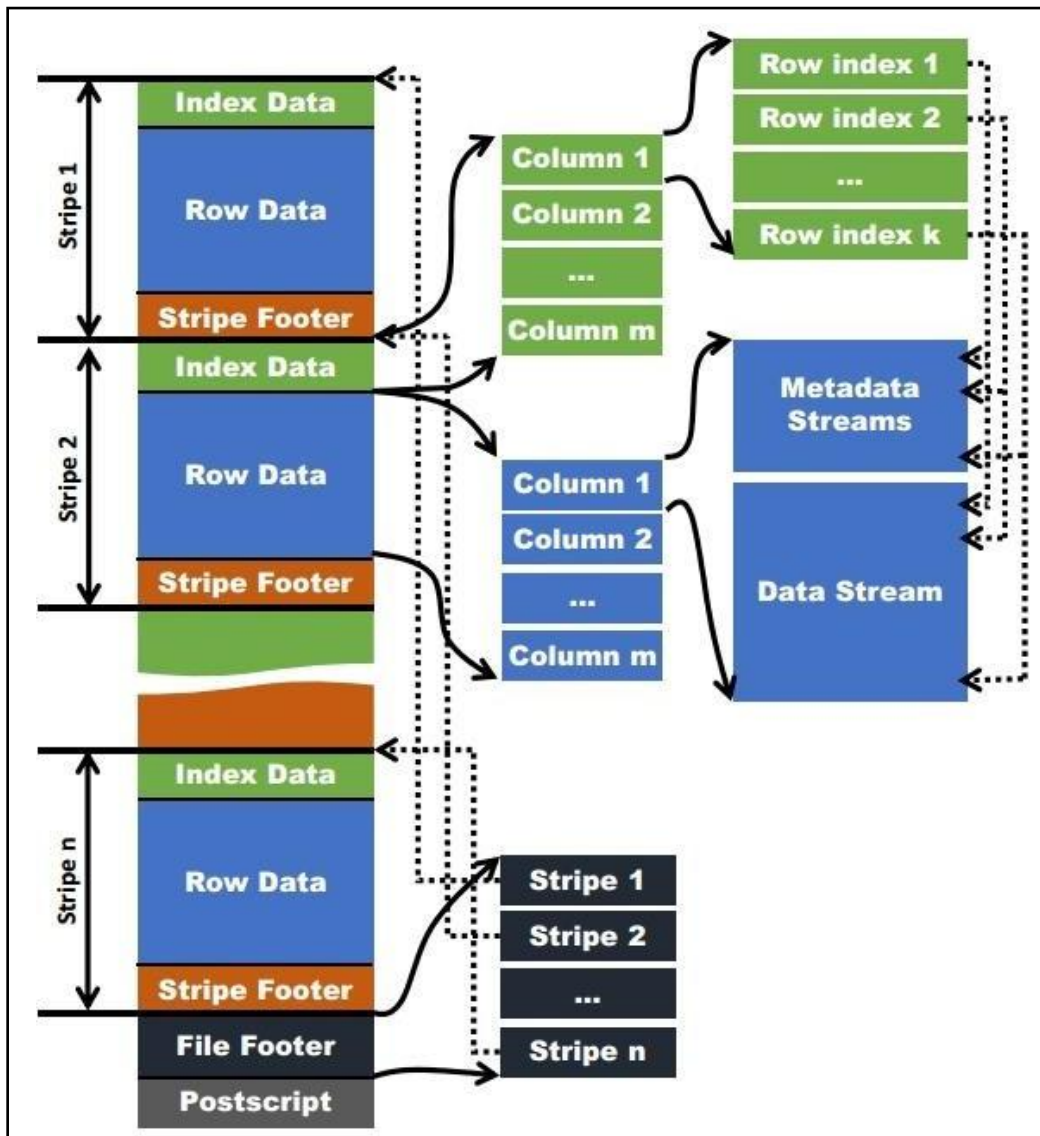 Stripe 1
Index Data
Row Data
Stripe Footer
Stripe 2
Index Data
Row Data
Stripe Footer
Stripe n
Index Data
Row Data
Stripe Footer
File Footer
Postscript
Column 1
Column 2
...
Column m
Column 1
Column 2
...
Column m
Stripe 1
Stripe 2
...
Stripe n
Row index 1
Row index 2
...
Row index k
Metadata
Streams
Data Stream